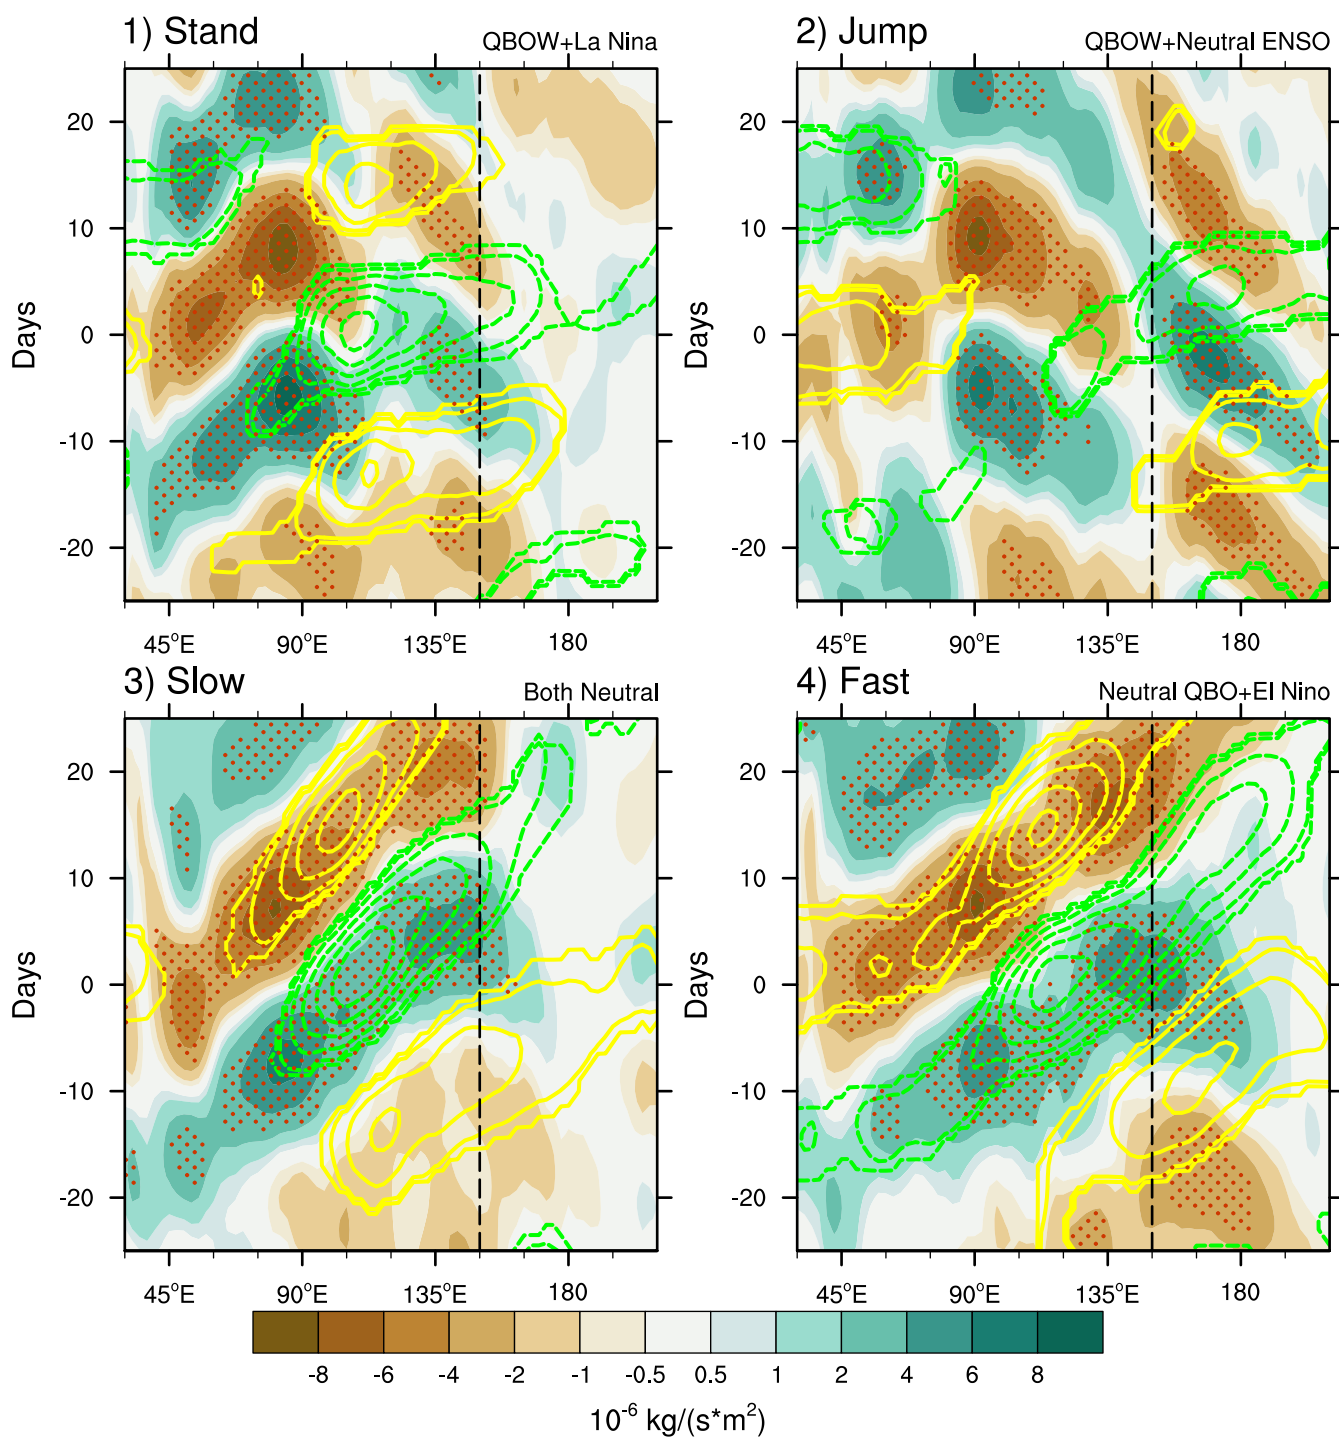 1) Stand
QBOW+La Nina
2) Jump
QBOW+Neutral ENSO
Days
20
10
0
-10
-20
45°E
90°E
135°E
180
Days
20
10
0
-10
-20
45°E
90°E
135°E
180
3) Slow
Both Neutral
4) Fast
Neutral QBO+El Nino
Days
20
10
0
-10
-20
45°E
90°E
135°E
180
Days
20
10
0
-10
-20
45°E
90°E
135°E
180
-8 -6 -4 -2 -1 -0.5 0.5 1 2 4 6 8
10⁻⁶ kg/(s*m²)